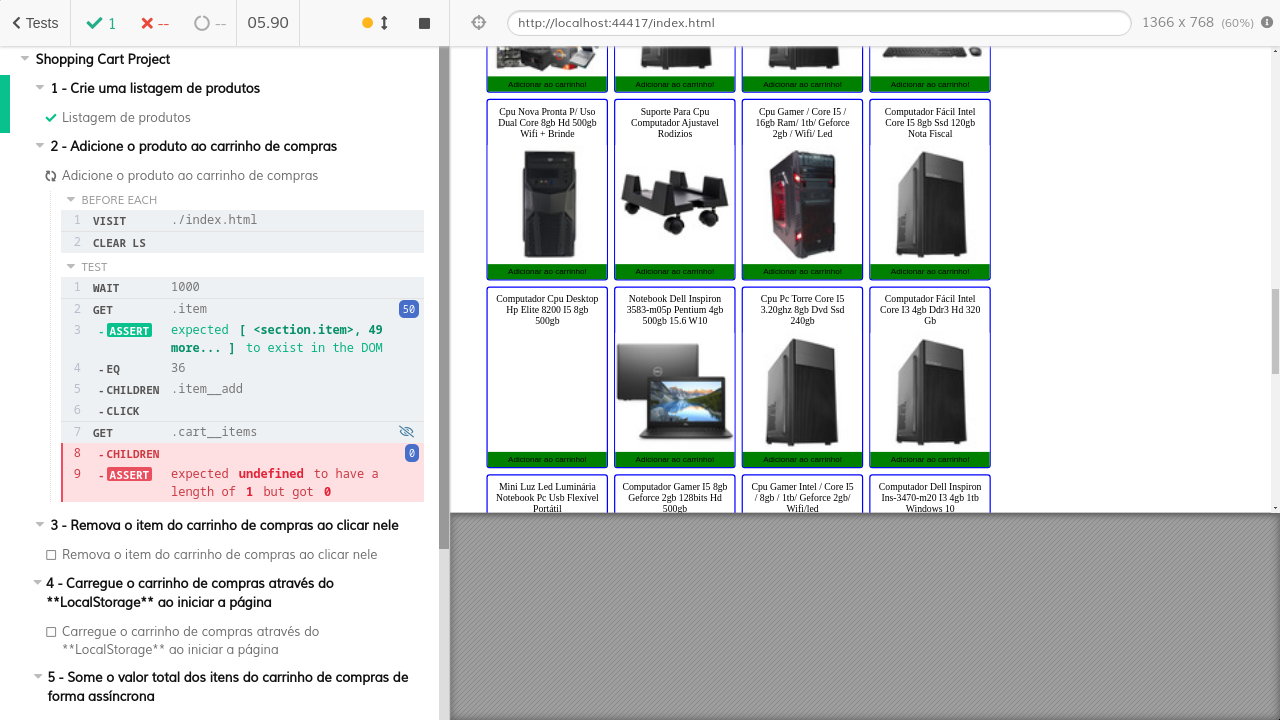 Tests
1
--
--
05.90
http://localhost:44417/index.html
1366 x 768 (60%)
Shopping Cart Project
1 - Crie uma listagem de produtos
Listagem de produtos
2 - Adicione o produto ao carrinho de compras
Adicione o produto ao carrinho de compras
BEFORE EACH
1 VISIT ./index.html
2 CLEAR LS
TEST
1 WAIT 1000
2 GET .item 50
3 -ASSERT expected [ <section.item>, 49
more... ] to exist in the DOM
4 -EQ 36
5 -CHILDREN .item__add
6 -CLICK
7 GET .cart__items
8 -CHILDREN 0
9 -ASSERT expected undefined to have a
length of 1 but got 0
3 - Remova o item do carrinho de compras ao clicar nele
Remova o item do carrinho de compras ao clicar nele
4 - Carregue o carrinho de compras através do
**LocalStorage** ao iniciar a página
Carregue o carrinho de compras através do
**LocalStorage** ao iniciar a página
5 - Some o valor total dos itens do carrinho de compras de
forma assíncrona
Adicionar ao carrinho! Adicionar ao carrinho! Adicionar ao carrinho! Adicionar ao carrinho!
Cpu Nova Pronta P/ Uso
Dual Core 8gb Hd 500gb
Wifi + Brinde
Adicionar ao carrinho!
Suporte Para Cpu
Computador Ajustavel
Rodizios
Adicionar ao carrinho!
Cpu Gamer / Core I5 /
16gb Ram/ 1tb/ Geforce
2gb / Wifi/ Led
Adicionar ao carrinho!
Computador Fácil Intel
Core I5 8gb Ssd 120gb
Nota Fiscal
Adicionar ao carrinho!
Computador Cpu Desktop
Hp Elite 8200 I5 8gb
500gb
Adicionar ao carrinho!
Notebook Dell Inspiron
3583-m05p Pentium 4gb
500gb 15.6 W10
Adicionar ao carrinho!
Cpu Pc Torre Core I5
3.20ghz 8gb Dvd Ssd
240gb
Adicionar ao carrinho!
Computador Fácil Intel
Core I3 4gb Ddr3 Hd 320
Gb
Adicionar ao carrinho!
Mini Luz Led Luminária
Notebook Pc Usb Flexível
Portátil
Computador Gamer I5 8gb
Geforce 2gb 128bits Hd
500gb
Cpu Gamer Intel / Core I5
/ 8gb / 1tb/ Geforce 2gb/
Wifi/led
Computador Dell Inspiron
Ins-3470-m20 I3 4gb 1tb
Windows 10